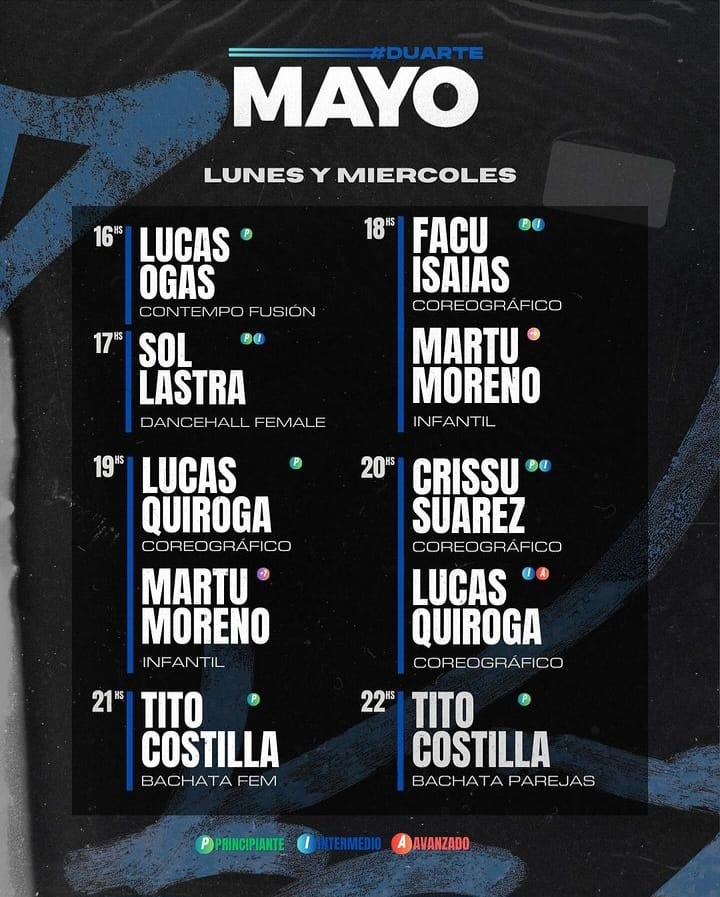 #DUARTE
MAYO
LUNES Y MIERCOLES
16HS
LUCAS P
OGAS
CONTEMPO FUSIÓN
17HS
SOL P I
LASTRA
DANCEHALL FEMALE
18HS
FACU P I
ISAIAS
COREOGRÁFICO
MARTU
MORENO
INFANTIL
19HS
LUCAS P
QUIROGA
COREOGRÁFICO
MARTU
MORENO
INFANTIL
20HS
CRISSU P I
SUAREZ
COREOGRÁFICO
LUCAS I A
QUIROGA
COREOGRÁFICO
21HS
TITO P
COSTILLA
BACHATA FEM
22HS
TITO P
COSTILLA
BACHATA PAREJAS
P PRINCIPIANTE I INTERMEDIO A AVANZADO